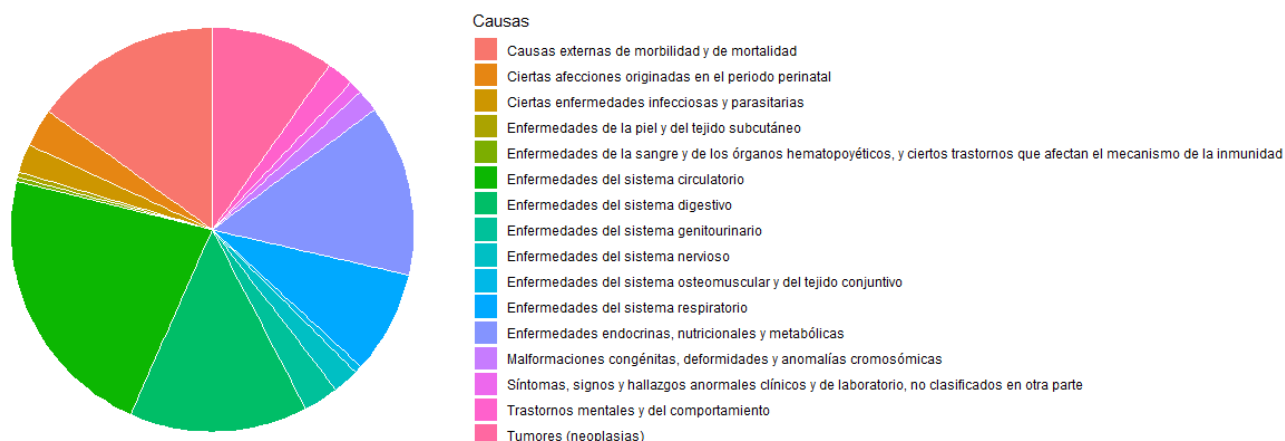 Causas
Causas externas de morbilidad y de mortalidad
Ciertas afecciones originadas en el periodo perinatal
Ciertas enfermedades infecciosas y parasitarias
Enfermedades de la piel y del tejido subcutáneo
Enfermedades de la sangre y de los órganos hematopoyéticos, y ciertos trastornos que afectan el mecanismo de la inmunidad
Enfermedades del sistema circulatorio
Enfermedades del sistema digestivo
Enfermedades del sistema genitourinario
Enfermedades del sistema nervioso
Enfermedades del sistema osteomuscular y del tejido conjuntivo
Enfermedades del sistema respiratorio
Enfermedades endocrinas, nutricionales y metabólicas
Malformaciones congénitas, deformidades y anomalías cromosómicas
Síntomas, signos y hallazgos anormales clínicos y de laboratorio, no clasificados en otra parte
Trastornos mentales y del comportamiento
Tumores (neoplasias)